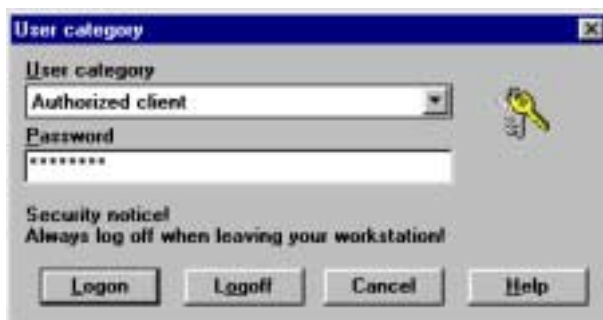 User category
User category
Authorized client
Password
********
Security notice!
Always log off when leaving your workstation!
Logon Logoff Cancel Help